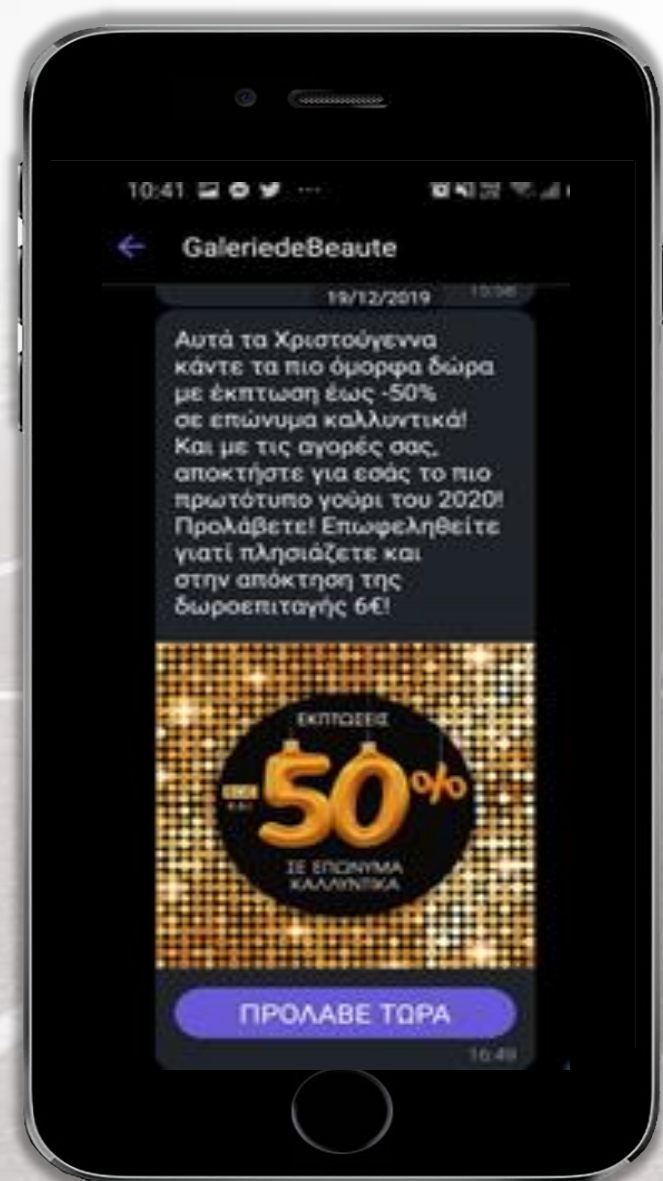 10:41
GaleriedeBeaute
19/12/2019
15:58
Αυτά τα Χριστούγεννα
κάντε τα πιο όμορφα δώρα
με έκπτωση έως -50%
σε επώνυμα καλλυντικά!
Και με τις αγορές σας,
αποκτήστε για εσάς το πιο
πρωτότυπο γούρι του 2020!
Προλάβετε! Επωφεληθείτε
γιατί πλησιάζετε και
στην απόκτηση της
δωροεπιταγής 6€!
ΕΚΠΤΩΣΕΙΣ
50%
ΣΕ ΕΠΩΝΥΜΑ
ΚΑΛΛΥΝΤΙΚΑ
ΠΡΟΛΑΒΕ ΤΩΡΑ
16:49